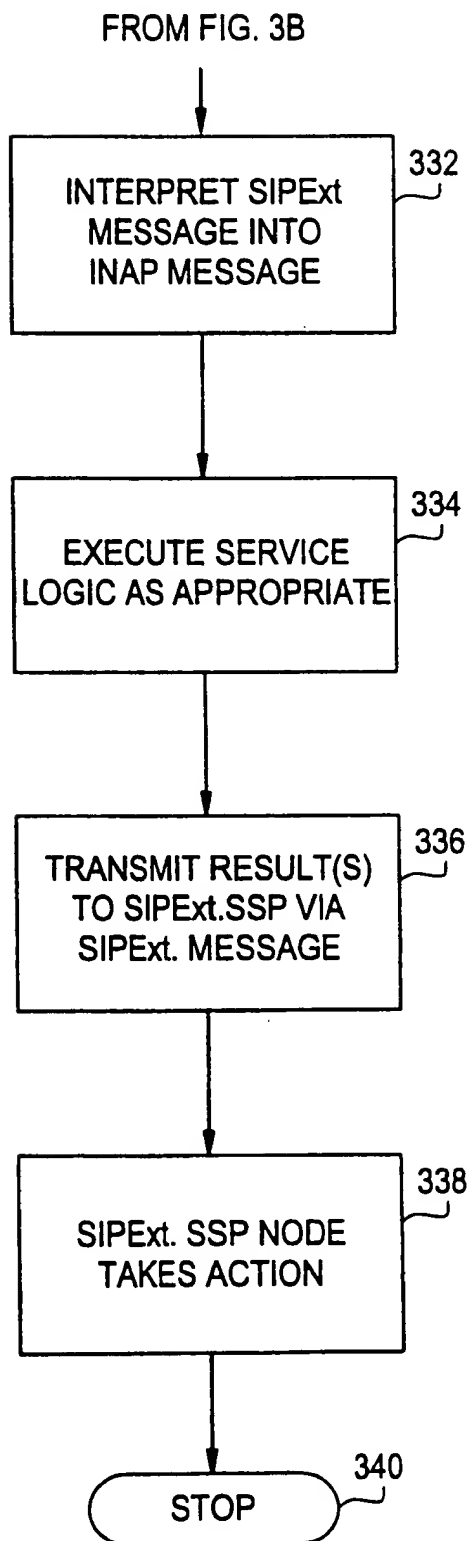 FROM FIG. 3B
332
INTERPRET SIPExt
MESSAGE INTO
INAP MESSAGE
334
EXECUTE SERVICE
LOGIC AS APPROPRIATE
336
TRANSMIT RESULT(S)
TO SIPExt.SSP VIA
SIPExt. MESSAGE
338
SIPExt. SSP NODE
TAKES ACTION
340
STOP